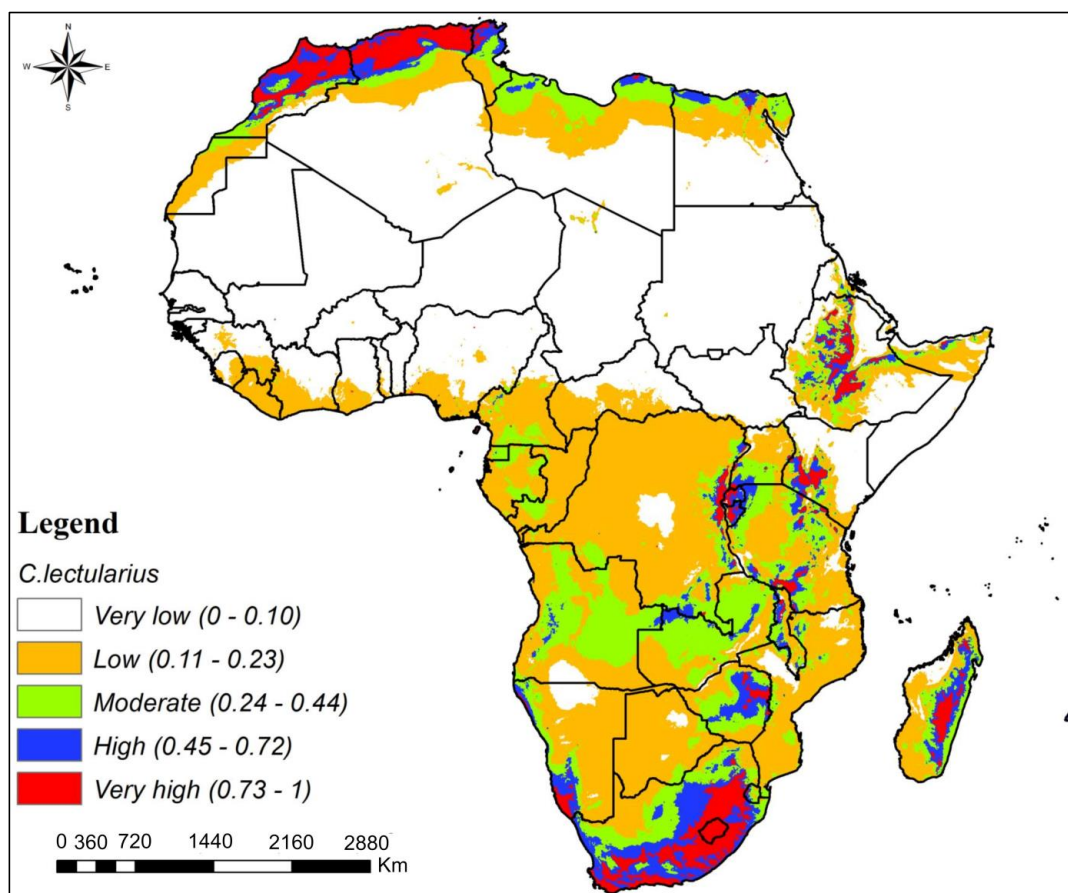 N
W E
S
Legend
C.lectularius
Very low (0 - 0.10)
Low (0.11 - 0.23)
Moderate (0.24 - 0.44)
High (0.45 - 0.72)
Very high (0.73 - 1)
0 360 720 1440 2160 2880
Km